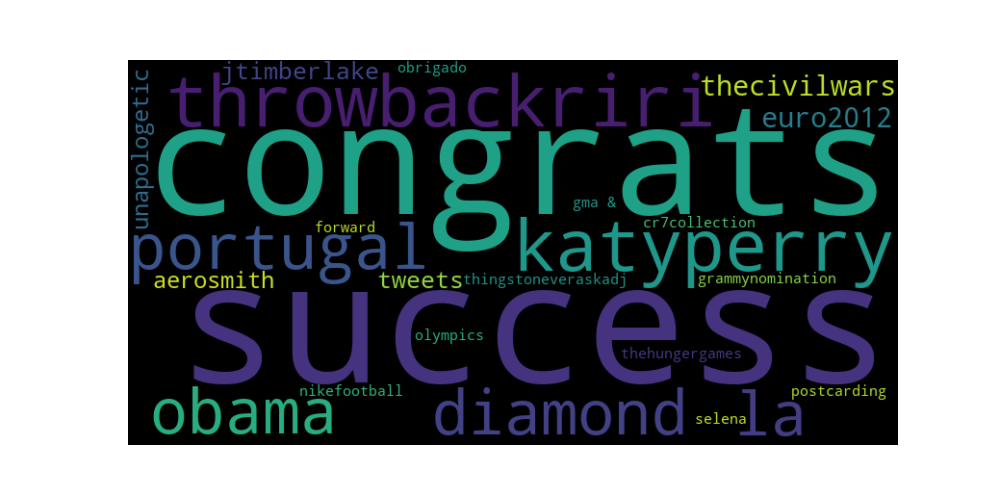 jtimberlake
obrigado
throwbackriri
thecivilwars
euro2012
unapologetic
congrats
gma &
cr7collection
forward
portugal
katyperry
aerosmith
tweets
thingstoneveraskadj
grammynomination
success
olympics
thehungergames
nikefootball
postcarding
obama
diamond
selena
la